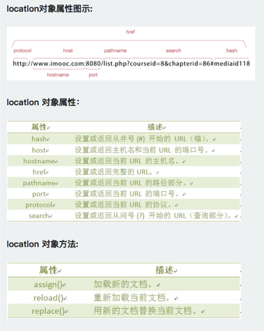 location对象属性图示:
href
protocol host pathname search hash
http://www.imooc.com:8080/list.php?courseid=8&chapterid=86#mediaid118
hostname port
location 对象属性：
属性 描述
hash 设置或返回从井号 (#) 开始的 URL（锚）。
host 设置或返回主机名和当前 URL 的端口号。
hostname 设置或返回当前 URL 的主机名。
href 设置或返回完整的 URL。
pathname 设置或返回当前 URL 的路径部分。
port 设置或返回当前 URL 的端口号。
protocol 设置或返回当前 URL 的协议。
search 设置或返回从问号 (?) 开始的 URL（查询部分）。
location 对象方法:
属性 描述
assign() 加载新的文档。
reload() 重新加载当前文档。
replace() 用新的文档替换当前文档。